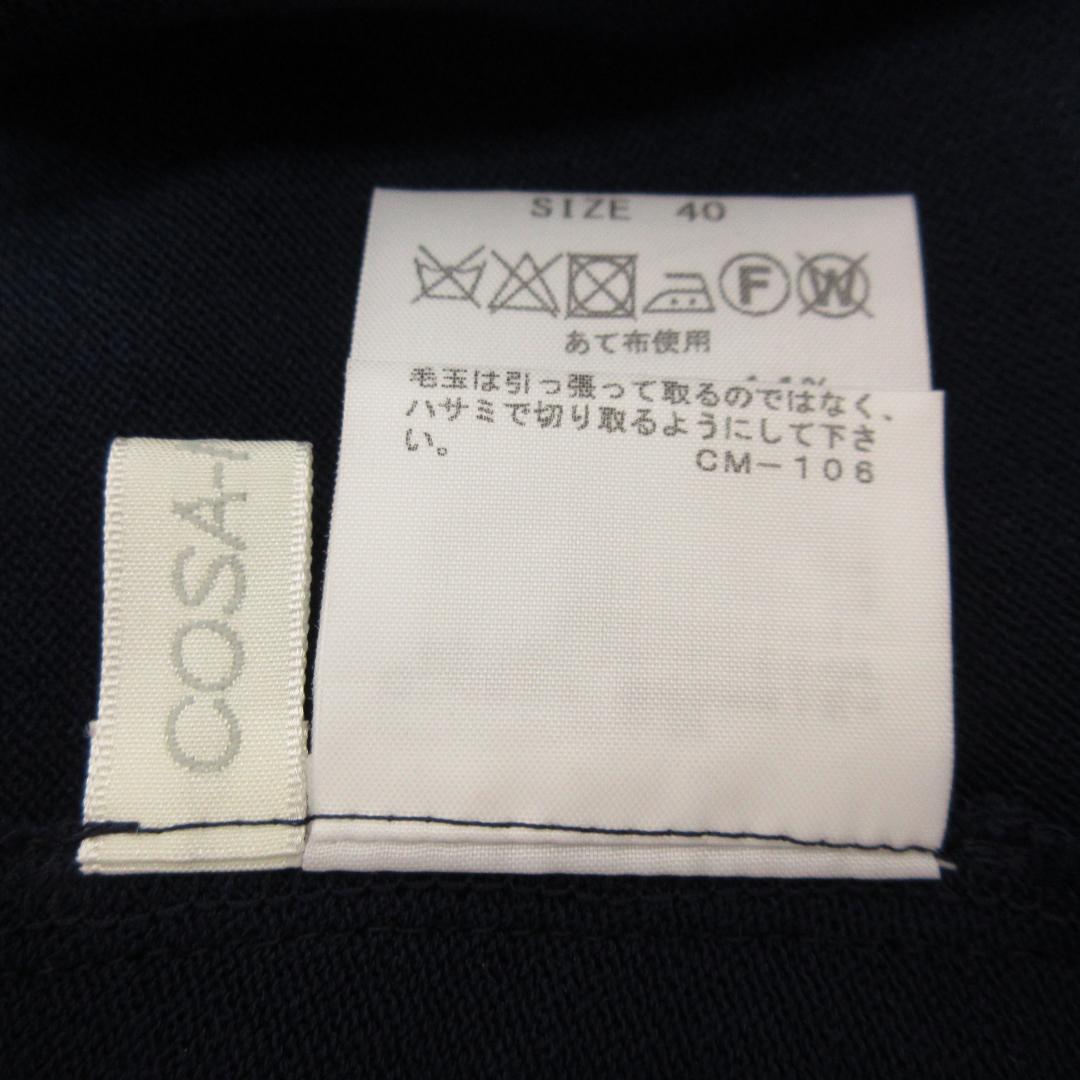 SIZE 40
F W
あて布使用
毛玉は引っ張って取るのではなく、
ハサミで切り取るようにして下さ
い。
CM-106
COSA-